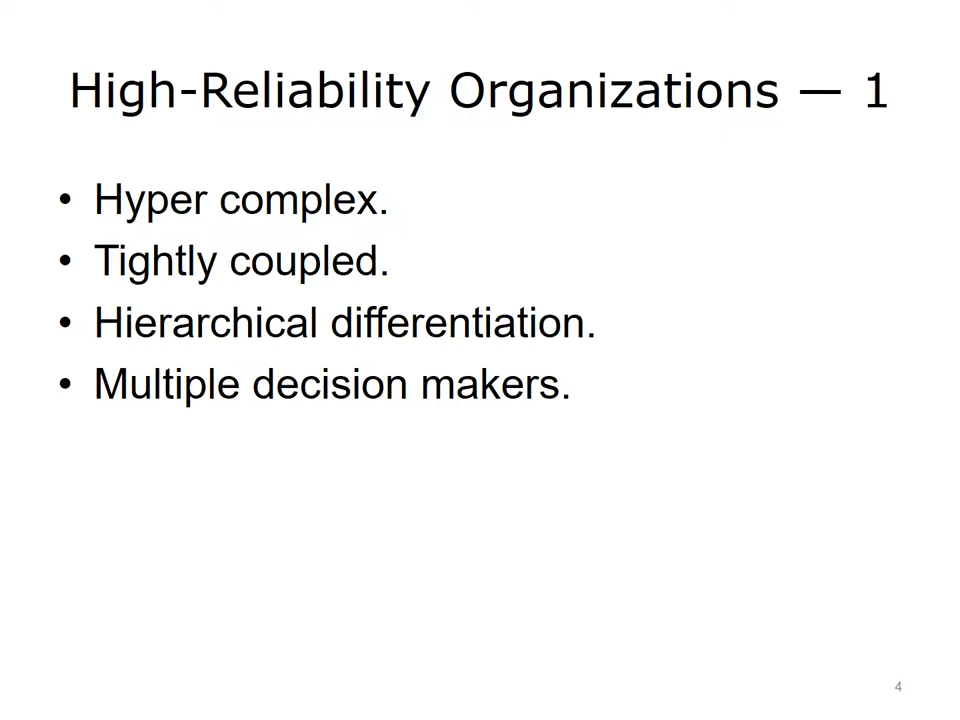 High-Reliability Organizations — 1
• Hyper complex.
• Tightly coupled.
• Hierarchical differentiation.
• Multiple decision makers.
4